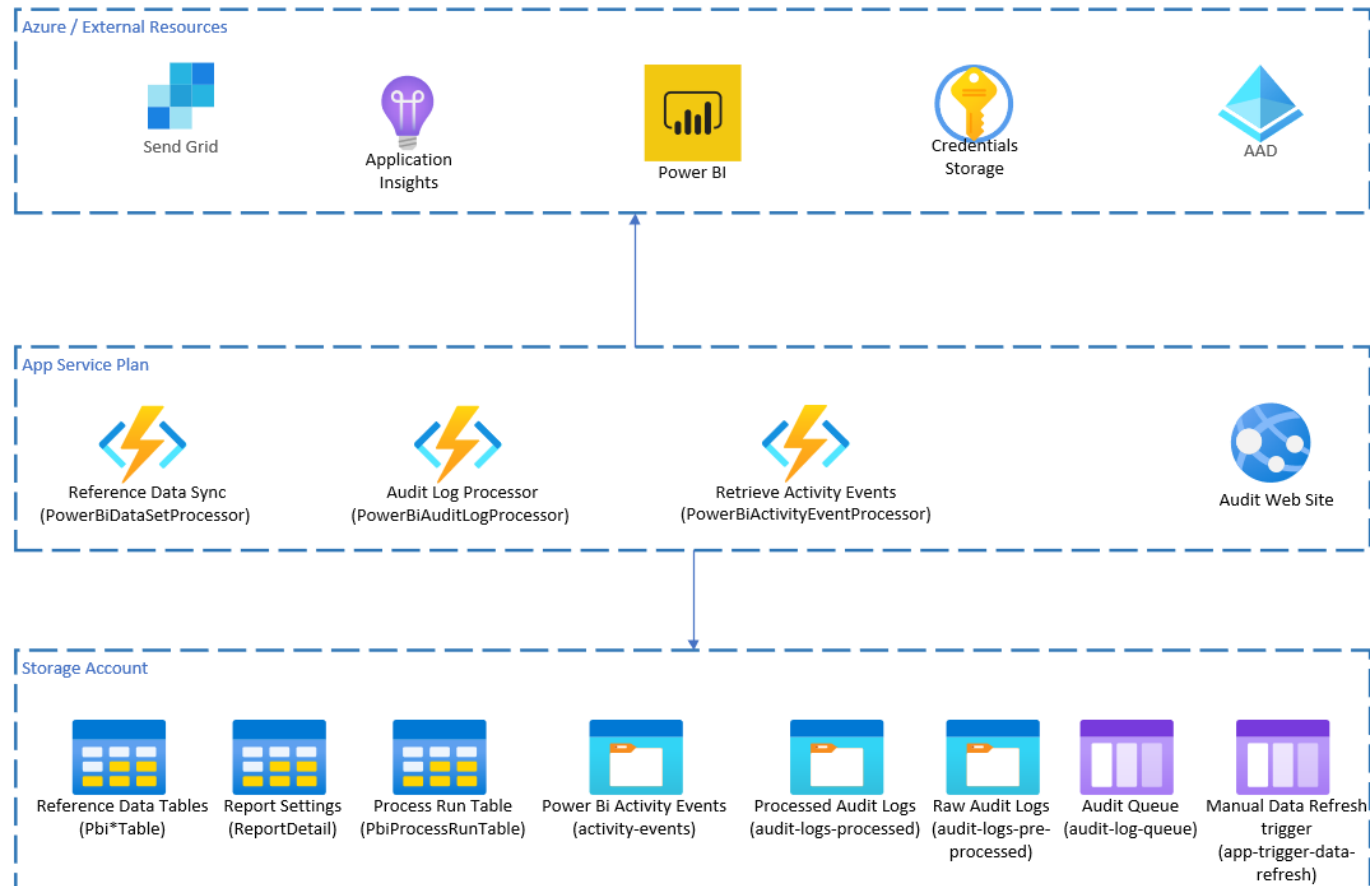 Azure / External Resources
Send Grid
Application
Insights
Power BI
Credentials
Storage
AAD
App Service Plan
Reference Data Sync
(PowerBiDataSetProcessor)
Audit Log Processor
(PowerBiAuditLogProcessor)
Retrieve Activity Events
(PowerBiActivityEventProcessor)
Audit Web Site
Storage Account
Reference Data Tables
(Pbi*Table)
Report Settings
(ReportDetail)
Process Run Table
(PbiProcessRunTable)
Power Bi Activity Events
(activity-events)
Processed Audit Logs
(audit-logs-processed)
Raw Audit Logs
(audit-logs-pre-
processed)
Audit Queue
(audit-log-queue)
Manual Data Refresh
trigger
(app-trigger-data-
refresh)